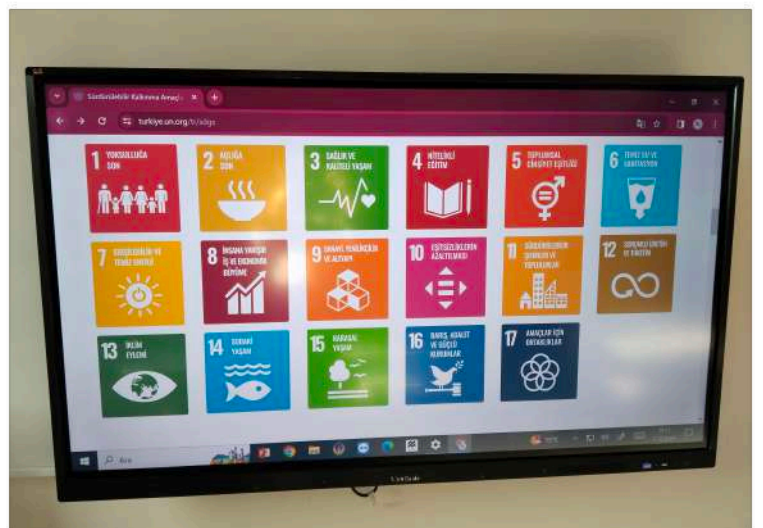 Sürdürülebilir Kalkınma Amaçl
turkiye.un.org/tr/sdgs
1 YOKSULLUĞA
SON
2 AÇLIĞA
SON
3 SAĞLIK VE
KALİTELİ YAŞAM
4 NİTELİKLİ
EĞİTİM
5 TOPLUMSAL
CİNSİYET EŞİTLİĞİ
6 TEMİZ SU VE
SANİTASYON
7 ERİŞİLEBİLİR VE
TEMİZ ENERJİ
8 İNSANA YAKIŞIR
İŞ VE EKONOMİK
BÜYÜME
9 SANAYİ, YENİLİKÇİLİK
VE ALTYAPI
10 EŞİTSİZLİKLERİN
AZALTILMASI
11 SÜRDÜRÜLEBİLİR
ŞEHİRLER VE
TOPLULUKLAR
12 SORUMLU ÜRETİM
VE TÜKETİM
13 İKLİM
EYLEMİ
14 SUDAKİ
YAŞAM
15 KARASAL
YAŞAM
16 BARIŞ, ADALET
VE GÜÇLÜ
KURUMLAR
17 AMAÇLAR İÇİN
ORTAKLIKLAR
Ara
ViewSonic